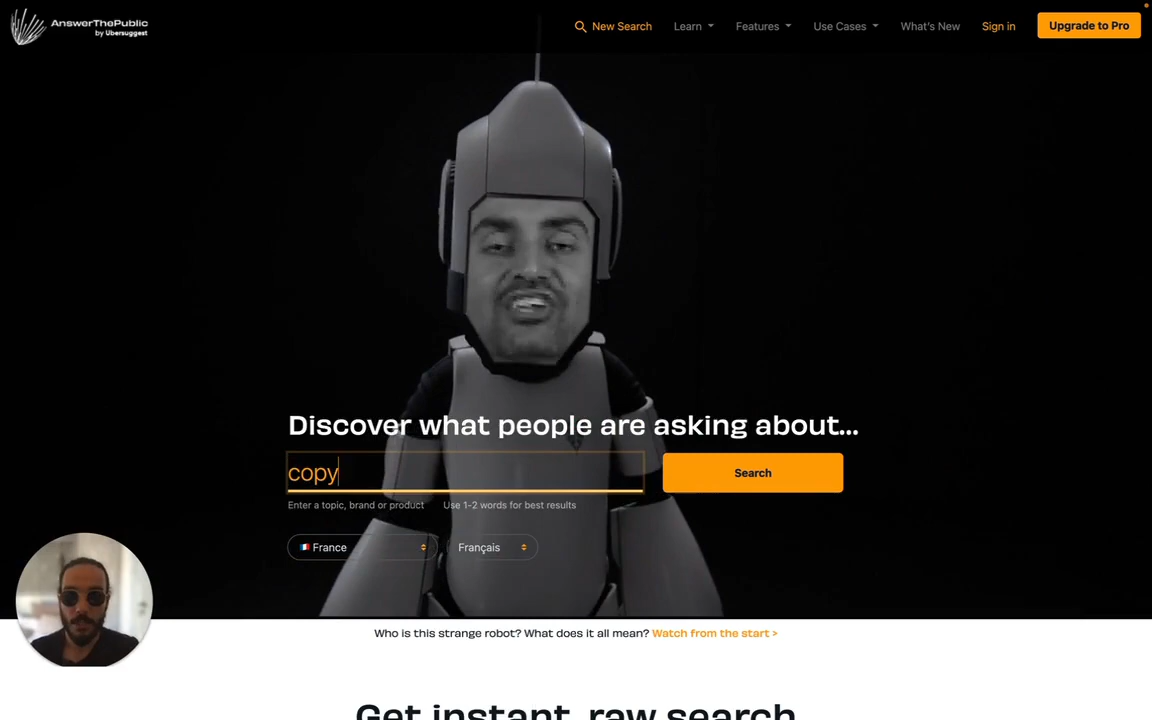 AnswerThePublic
by Ubersuggest
New Search
Learn
Features
Use Cases
What's New
Sign in
Upgrade to Pro
Discover what people are asking about...
copy
Search
Enter a topic, brand or product
Use 1-2 words for best results
France
Français
Who is this strange robot? What does it all mean? Watch from the start >
Get instant, raw search